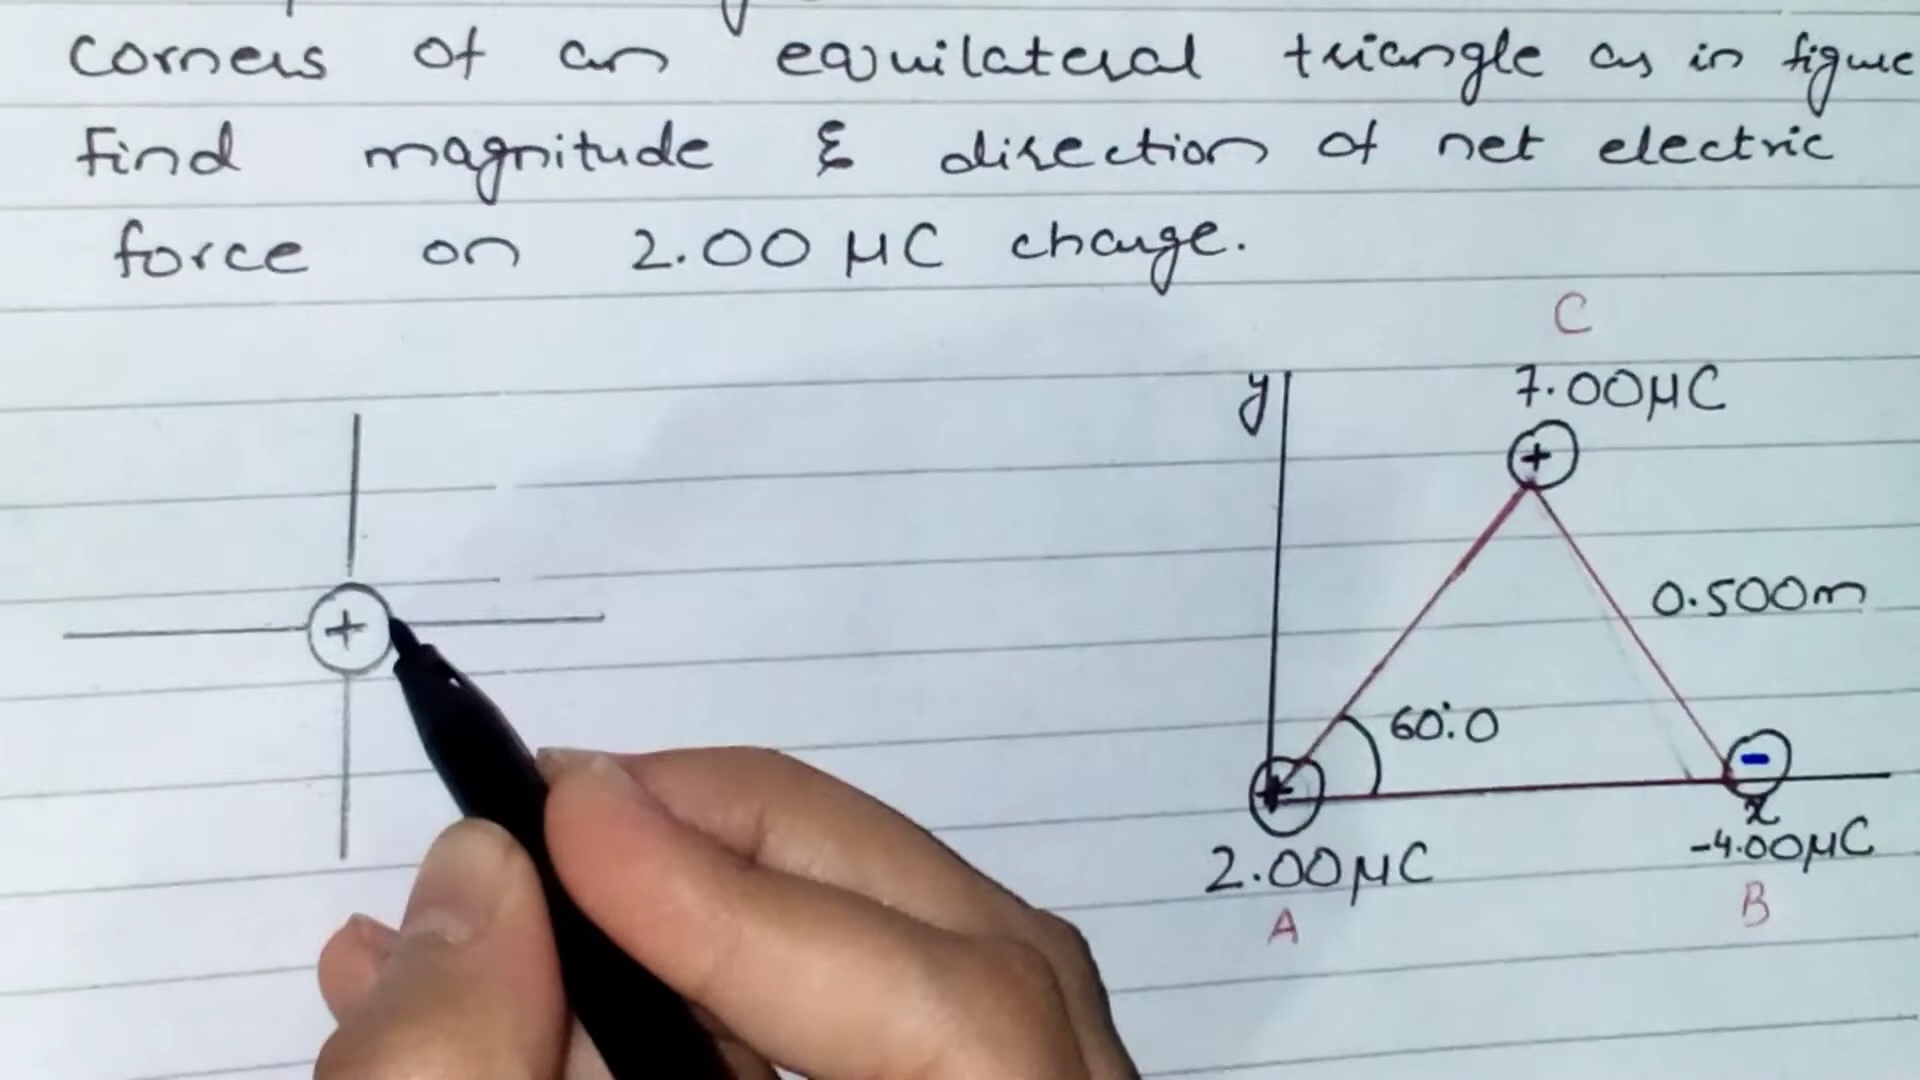 corners of an equilateral triangle as in figure
Find magnitude & direction of net electric
force on 2.00 μC charge.
C
7.00μC
y
+
0.500m
+
60.0
-
+
x
2.00μC
-4.00μC
A
B